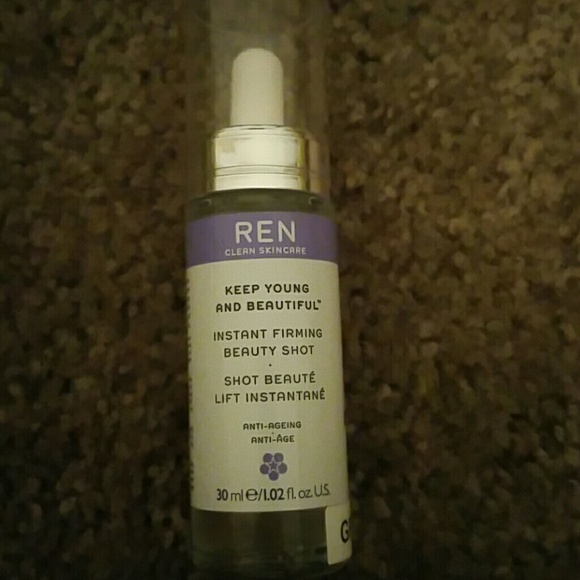 REN
CLEAN SKINCARE
KEEP YOUNG
AND BEAUTIFUL™
INSTANT FIRMING
BEAUTY SHOT
·
SHOT BEAUTÉ
LIFT INSTANTANÉ
ANTI-AGEING
ANTI-ÂGE
30 ml ℮/1.02 fl. oz. U.S.